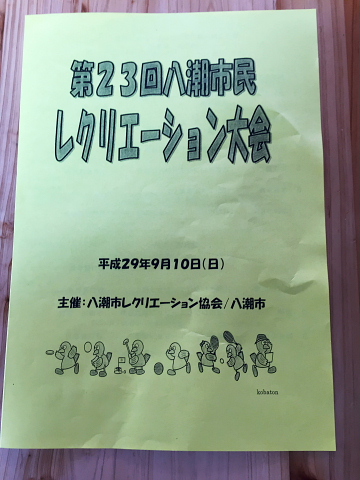 第23回八潮市民
レクリエーション大会
平成29年9月10日(日)
主催:八潮市レクリエーション協会/八潮市
kobaton